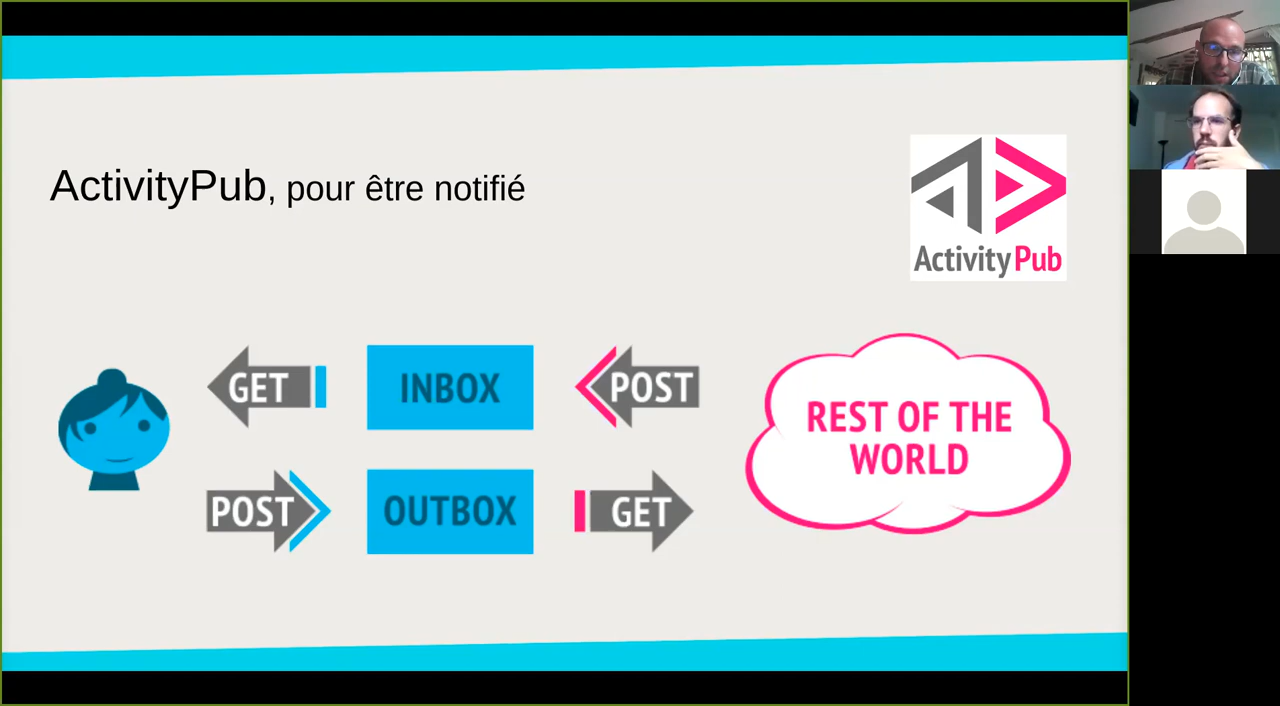 ActivityPub, pour être notifié
ActivityPub
GET
INBOX
POST
REST OF THE
WORLD
POST
OUTBOX
GET